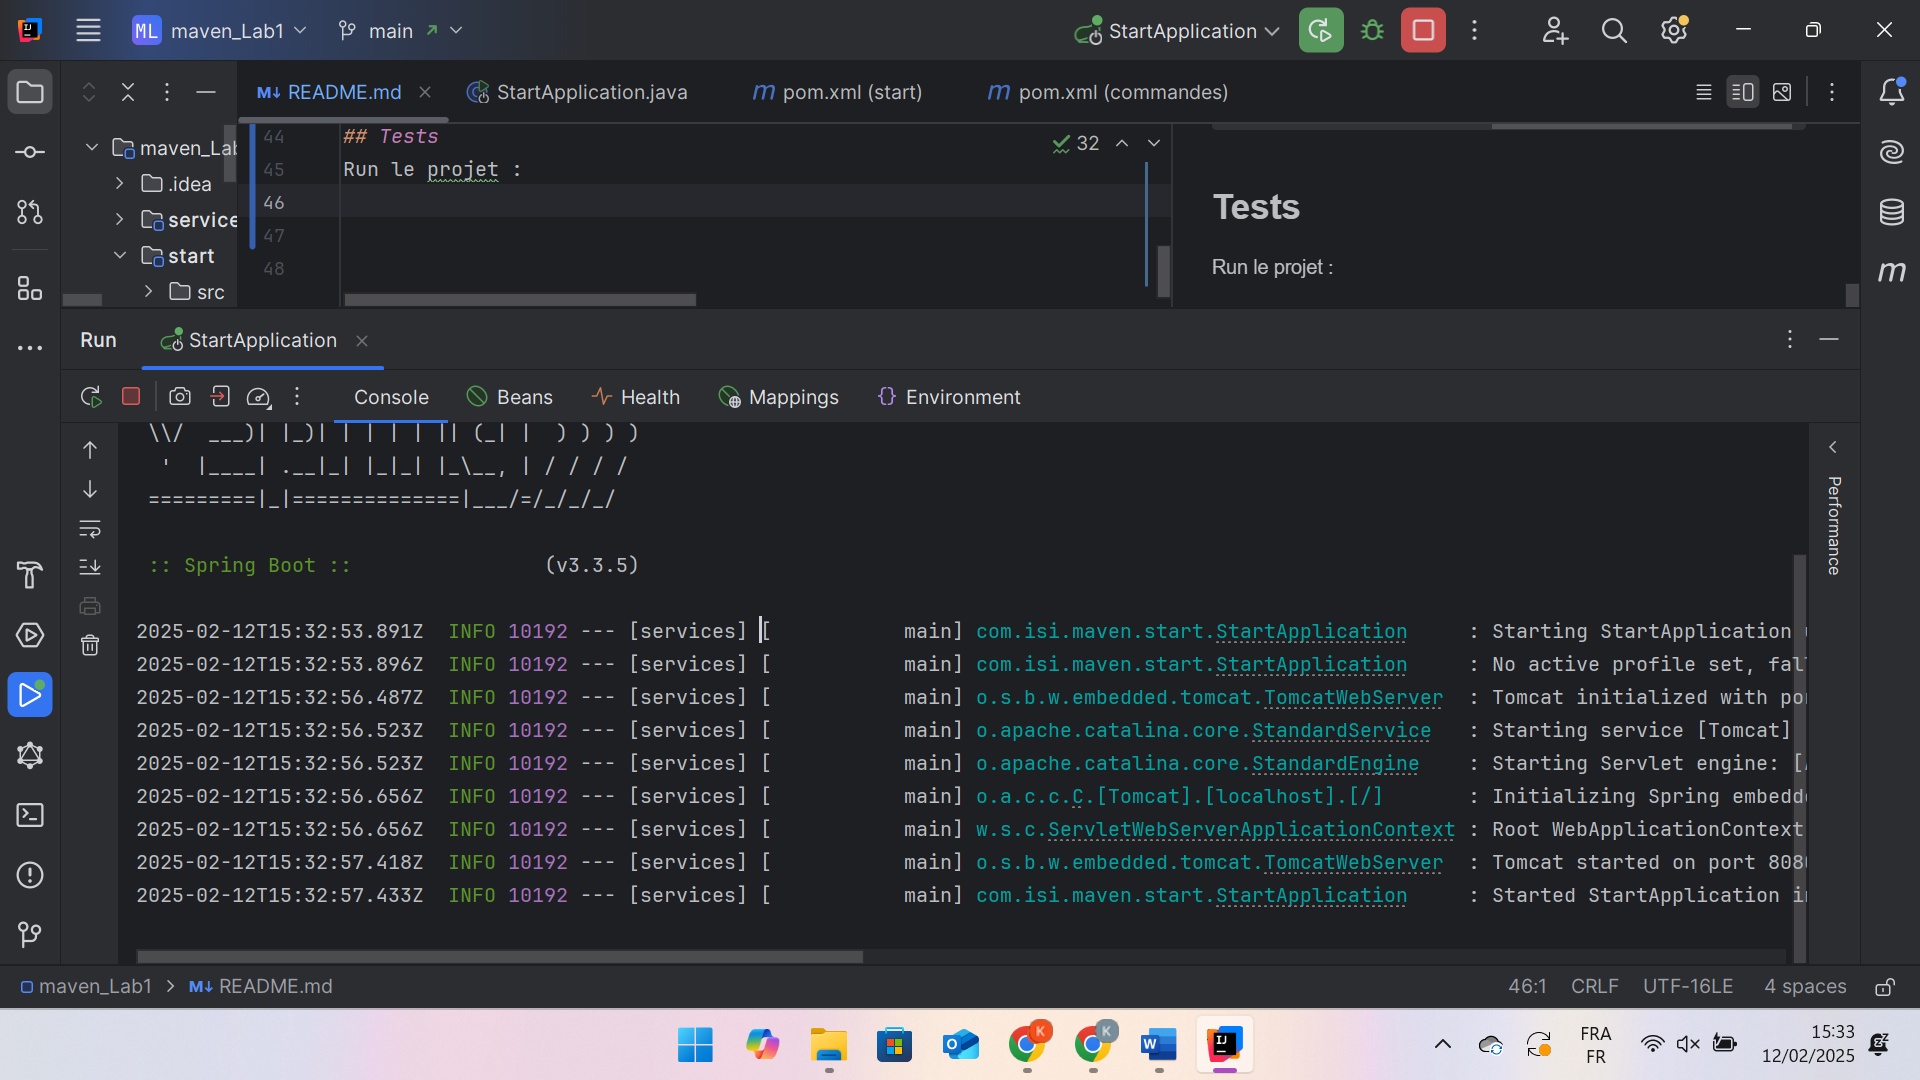 ML maven_Lab1 main StartApplication
README.md StartApplication.java pom.xml (start) pom.xml (commandes)
maven_Lab
.idea
service
start
src
44 ## Tests
45 Run le projet :
46
47
48
32
Tests
Run le projet :
Run StartApplication
Console Beans Health Mappings Environment
\\/  ___)| |_)| | | | | || (_| |  ) ) ) )
 '  |____| .__|_| |_|_| |_\__, | / / / /
=========|_|==============|___/=/_/_/_/
:: Spring Boot ::                (v3.3.5)
2025-02-12T15:32:53.891Z  INFO 10192 --- [services] [           main] com.isi.maven.start.StartApplication     : Starting StartApplication
2025-02-12T15:32:53.896Z  INFO 10192 --- [services] [           main] com.isi.maven.start.StartApplication     : No active profile set, fal
2025-02-12T15:32:56.487Z  INFO 10192 --- [services] [           main] o.s.b.w.embedded.tomcat.TomcatWebServer  : Tomcat initialized with po
2025-02-12T15:32:56.523Z  INFO 10192 --- [services] [           main] o.apache.catalina.core.StandardService   : Starting service [Tomcat]
2025-02-12T15:32:56.523Z  INFO 10192 --- [services] [           main] o.apache.catalina.core.StandardEngine    : Starting Servlet engine: [
2025-02-12T15:32:56.656Z  INFO 10192 --- [services] [           main] o.a.c.c.C.[Tomcat].[localhost].[/]       : Initializing Spring embedd
2025-02-12T15:32:56.656Z  INFO 10192 --- [services] [           main] w.s.c.ServletWebServerApplicationContext : Root WebApplicationContext
2025-02-12T15:32:57.418Z  INFO 10192 --- [services] [           main] o.s.b.w.embedded.tomcat.TomcatWebServer  : Tomcat started on port 808
2025-02-12T15:32:57.433Z  INFO 10192 --- [services] [           main] com.isi.maven.start.StartApplication     : Started StartApplication i
Performance
maven_Lab1 > README.md 46:1 CRLF UTF-16LE 4 spaces
FRA
FR
15:33
12/02/2025